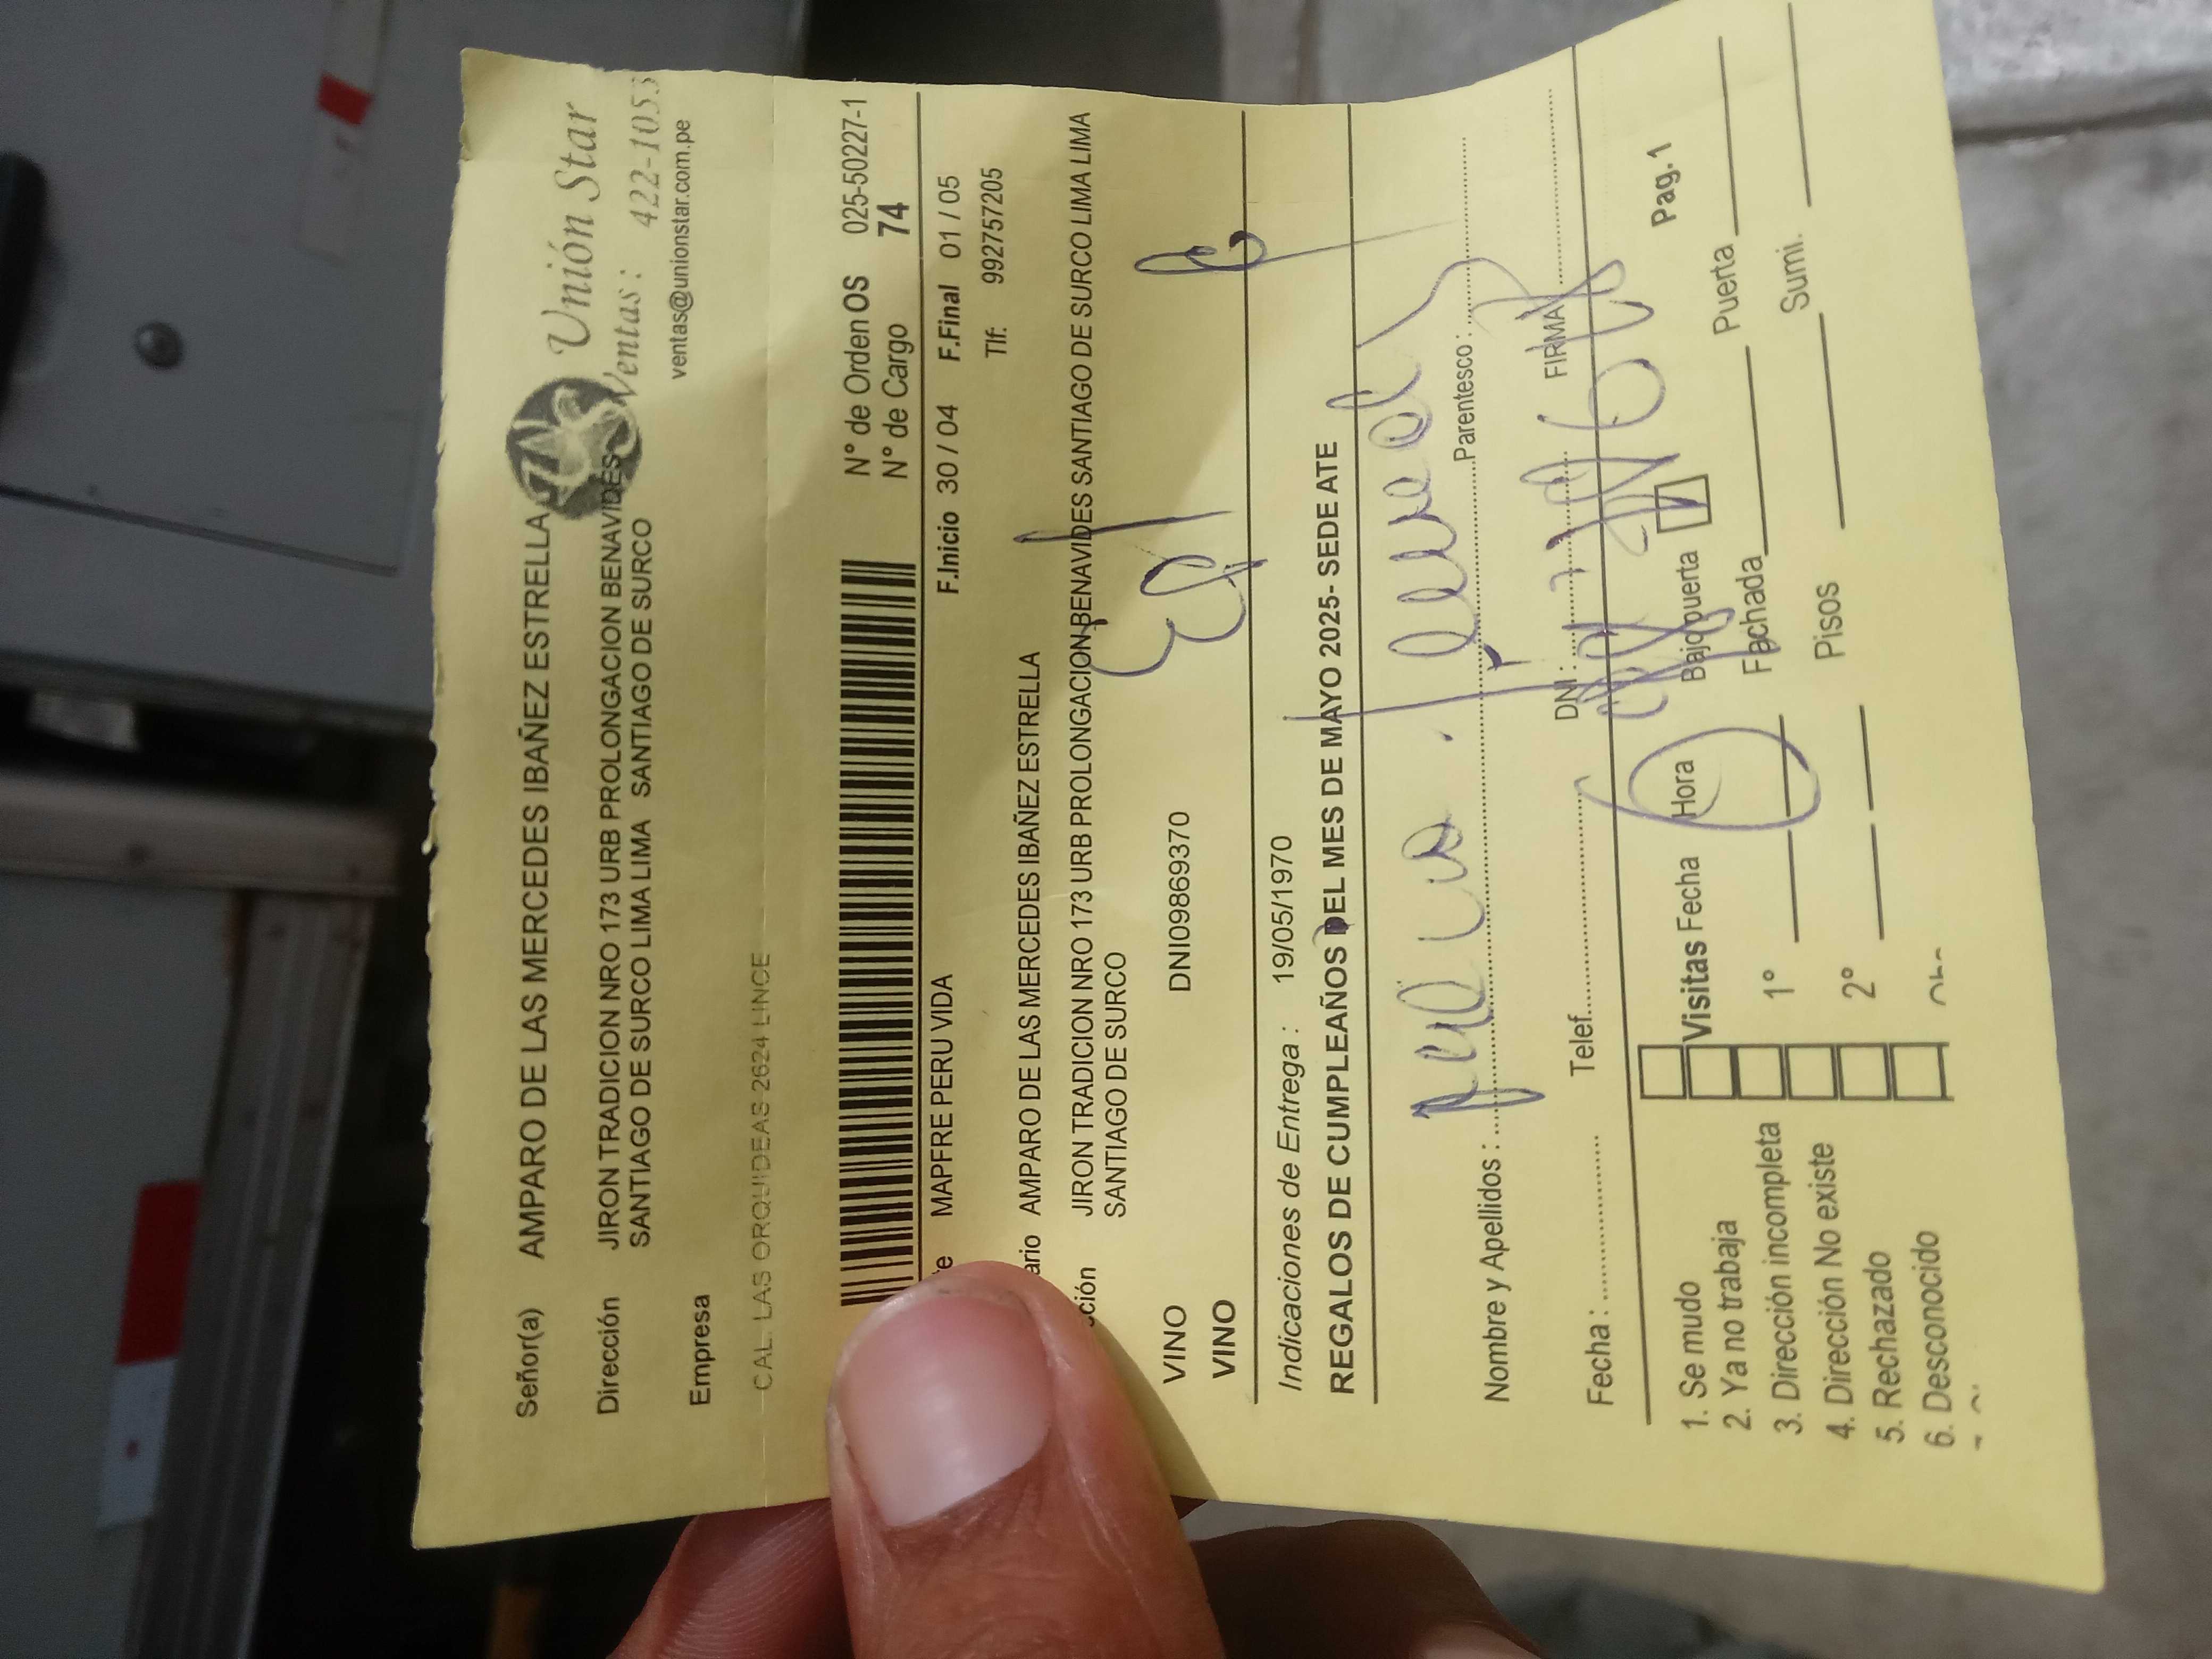 Señor(a) AMPARO DE LAS MERCEDES IBAÑEZ ESTRELLA
Unión Star
Ventas : 422-1053
ventas@unionstar.com.pe
Dirección JIRON TRADICION NRO 173 URB PROLONGACION BENAVIDES
SANTIAGO DE SURCO LIMA LIMA SANTIAGO DE SURCO
Empresa
CAL. LAS ORQUIDEAS 2624 LINCE
N° de Orden OS 025-50227-1
N° de Cargo 74
MAPFRE PERU VIDA F.Inicio 30 / 04 F.Final 01 / 05
Tlf: 992757205
ario AMPARO DE LAS MERCEDES IBAÑEZ ESTRELLA
cción JIRON TRADICION NRO 173 URB PROLONGACION BENAVIDES SANTIAGO DE SURCO LIMA LIMA
SANTIAGO DE SURCO
VINO DNI09869370
VINO
Indicaciones de Entrega : 19/05/1970
REGALOS DE CUMPLEAÑOS DEL MES DE MAYO 2025- SEDE ATE
Nombre y Apellidos : Parentesco :
Fecha : Telef. DNI : FIRMA
1. Se mudo Visitas Fecha Hora Bajo puerta Pag. 1
2. Ya no trabaja 1° Fachada Puerta
3. Dirección incompleta 2° Pisos Sumi.
4. Dirección No existe
5. Rechazado
6. Desconocido